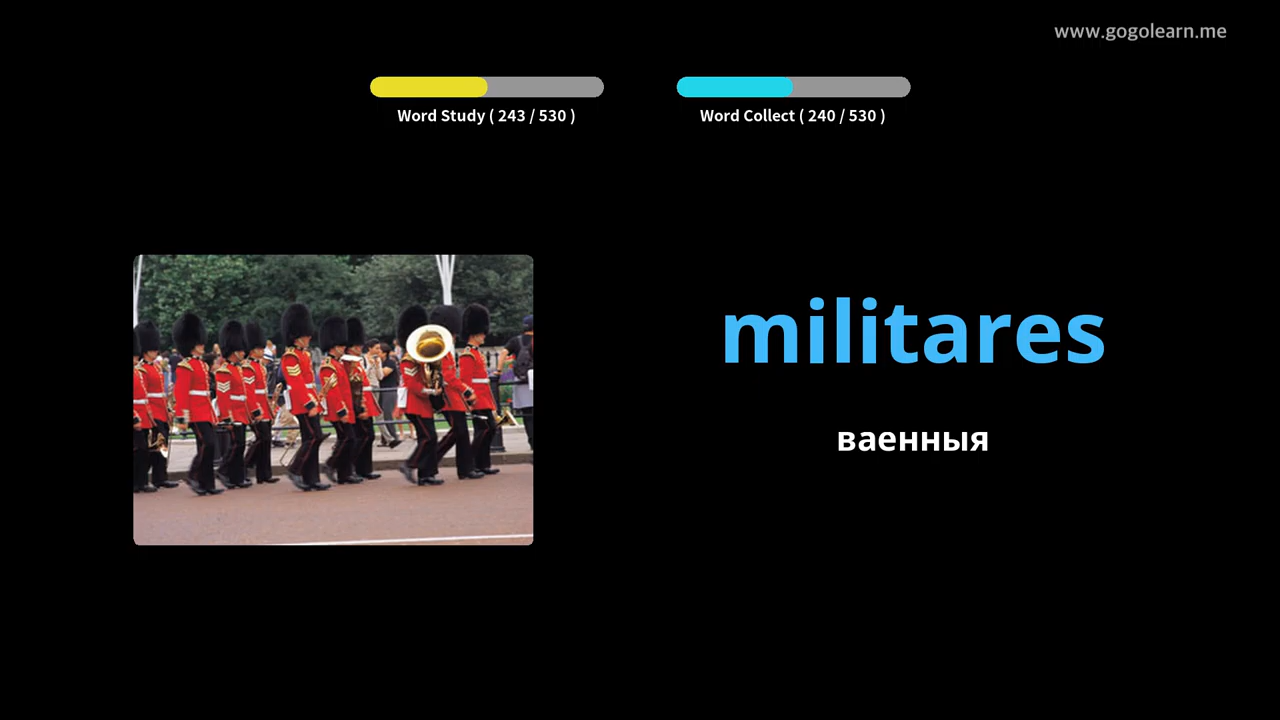 www.gogolearn.me
Word Study ( 243 / 530 )
Word Collect ( 240 / 530 )
militares
ваенныя